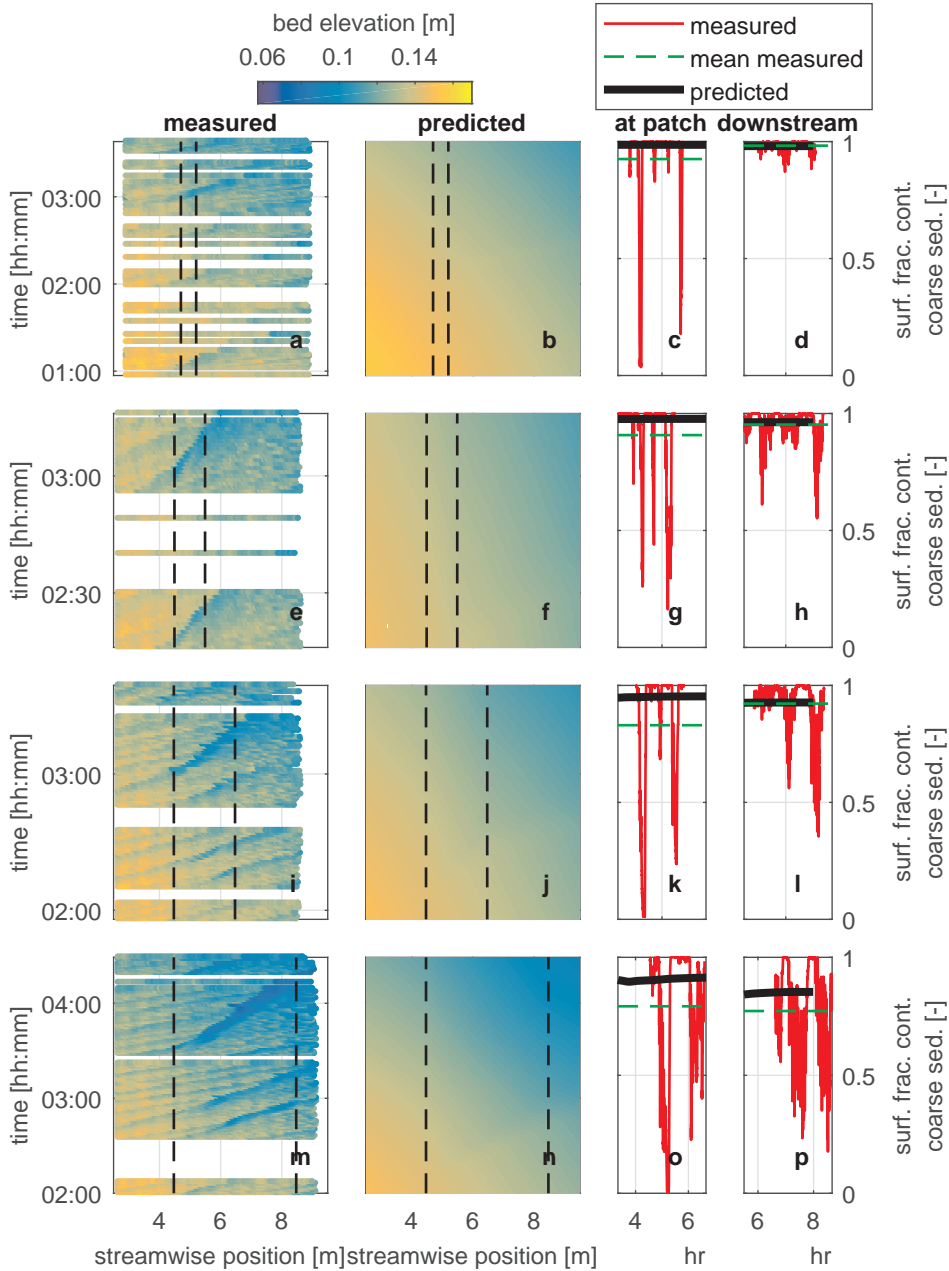 bed elevation [m]
0.06 0.1 0.14
measured
mean measured
predicted
measured predicted at patch downstream
time [hh:mm]
03:00
02:00
01:00
a b c d
1
0.5
0
surf. frac. cont.
coarse sed. [-]
time [hh:mm]
03:00
02:30
e f g h
1
0.5
0
surf. frac. cont.
coarse sed. [-]
time [hh:mm]
03:00
02:00
i j k l
1
0.5
0
surf. frac. cont.
coarse sed. [-]
time [hh:mm]
04:00
03:00
02:00
m n o p
1
0.5
0
surf. frac. cont.
coarse sed. [-]
4 6 8 4 6 8 4 6 6 8
streamwise position [m] streamwise position [m] hr hr